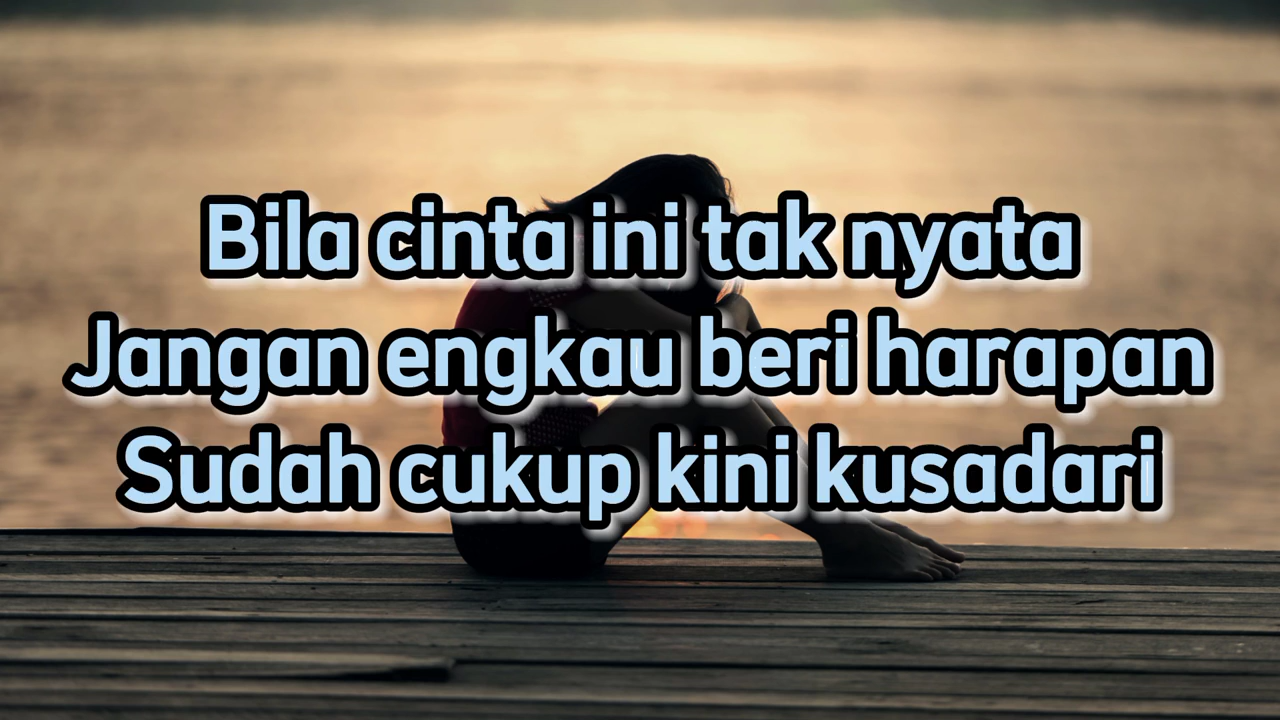 Bila cinta ini tak nyata
Jangan engkau beri harapan
Sudah cukup kini kusadari